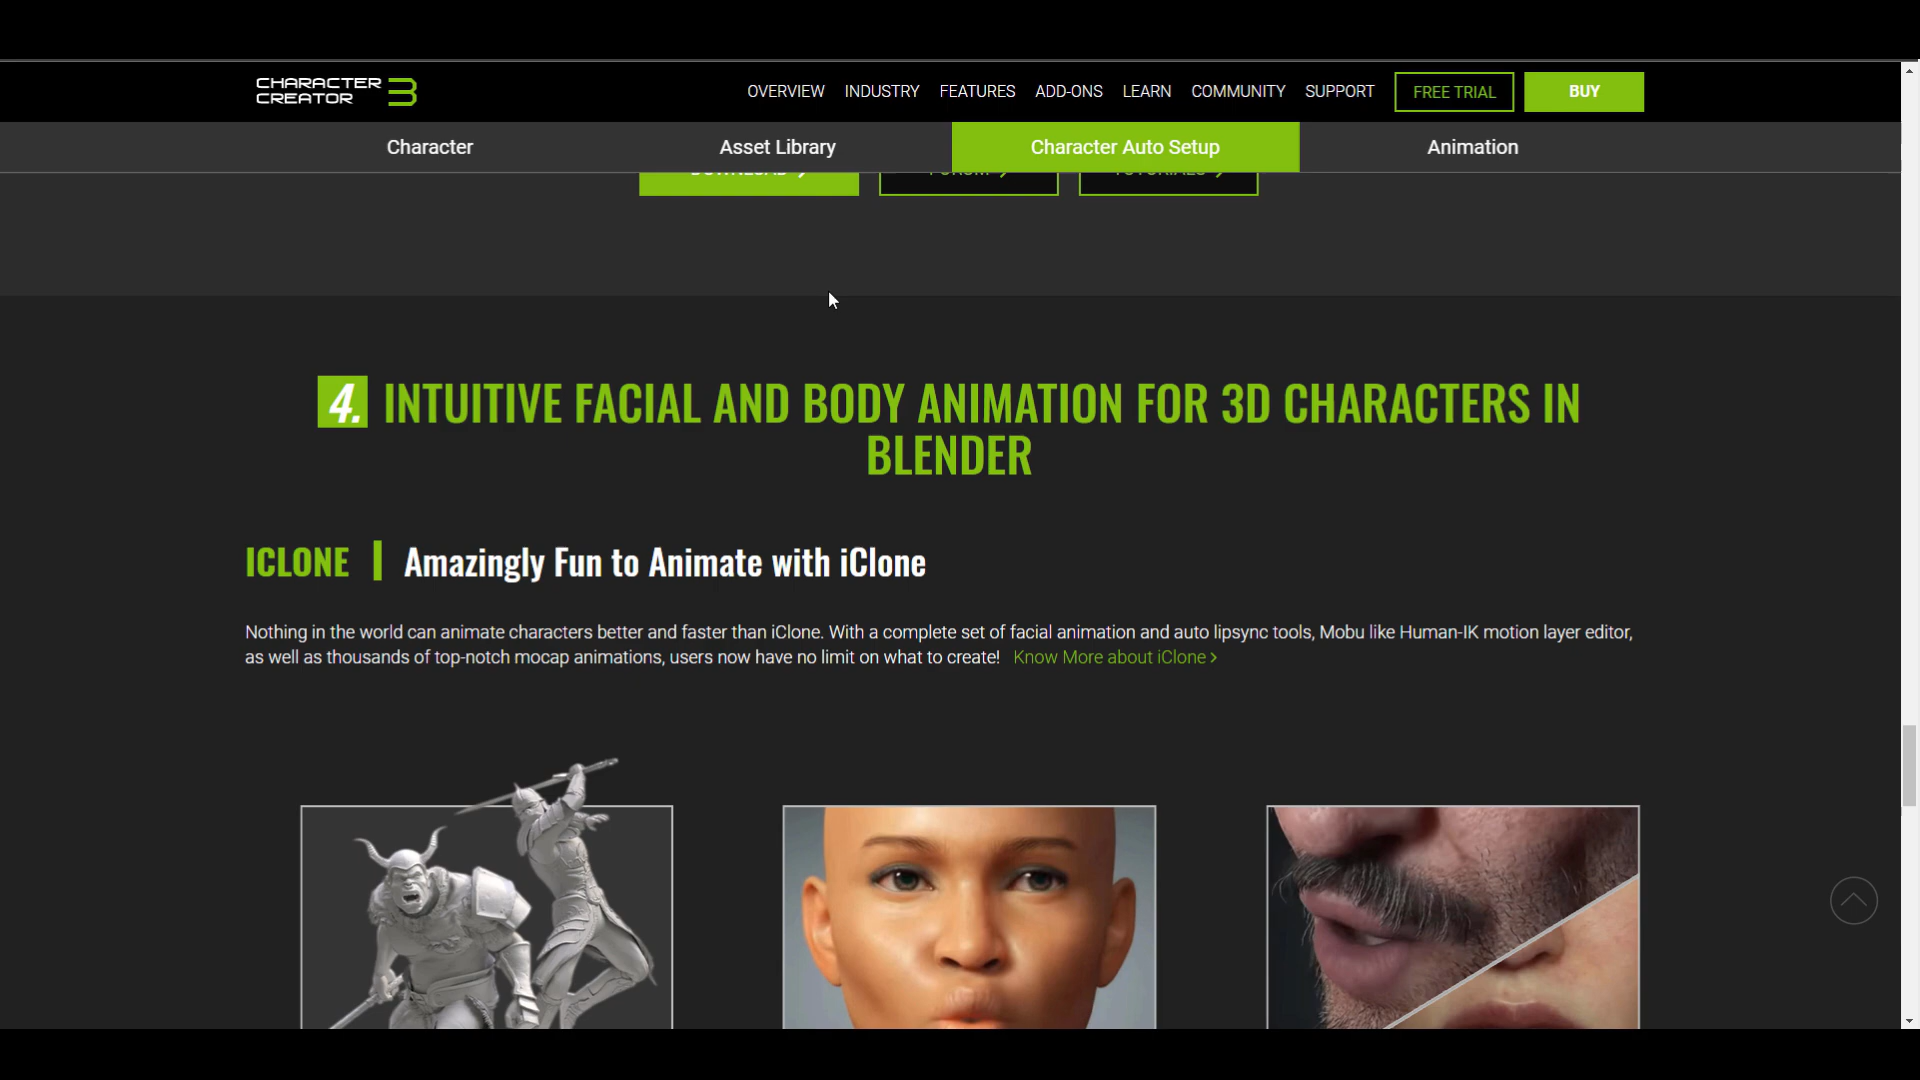 CHARACTER
CREATOR 3
OVERVIEW INDUSTRY FEATURES ADD-ONS LEARN COMMUNITY SUPPORT FREE TRIAL BUY
Character Asset Library Character Auto Setup Animation
DOWNLOAD > FORUM > TUTORIALS >
4. INTUITIVE FACIAL AND BODY ANIMATION FOR 3D CHARACTERS IN
BLENDER
ICLONE | Amazingly Fun to Animate with iClone
Nothing in the world can animate characters better and faster than iClone. With a complete set of facial animation and auto lipsync tools, Mobu like Human-IK motion layer editor,
as well as thousands of top-notch mocap animations, users now have no limit on what to create! Know More about iClone >